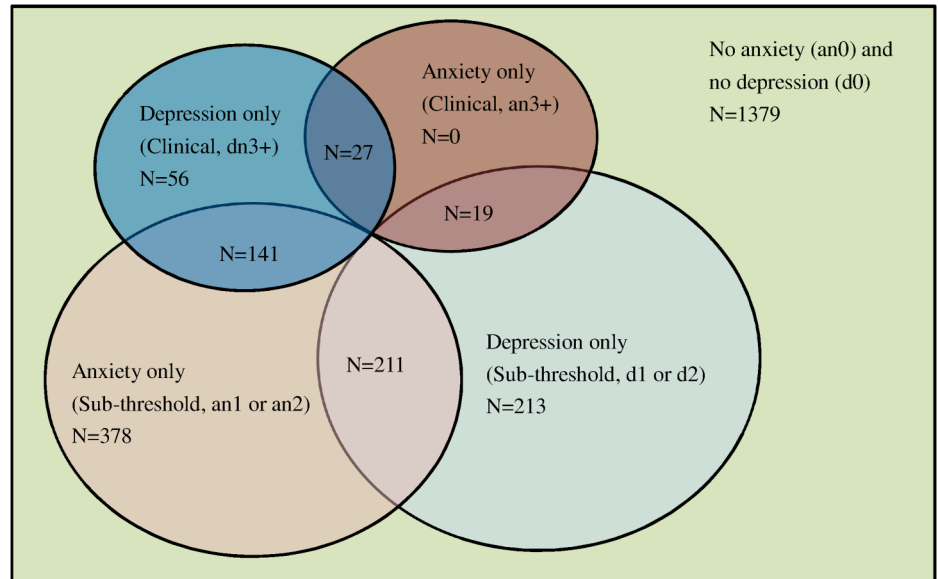 No anxiety (an0) and
no depression (d0)
N=1379
Anxiety only
(Clinical, an3+)
N=0
Depression only
(Clinical, dn3+)
N=56
N=27
N=19
N=141
Depression only
(Sub-threshold, d1 or d2)
N=213
N=211
Anxiety only
(Sub-threshold, an1 or an2)
N=378